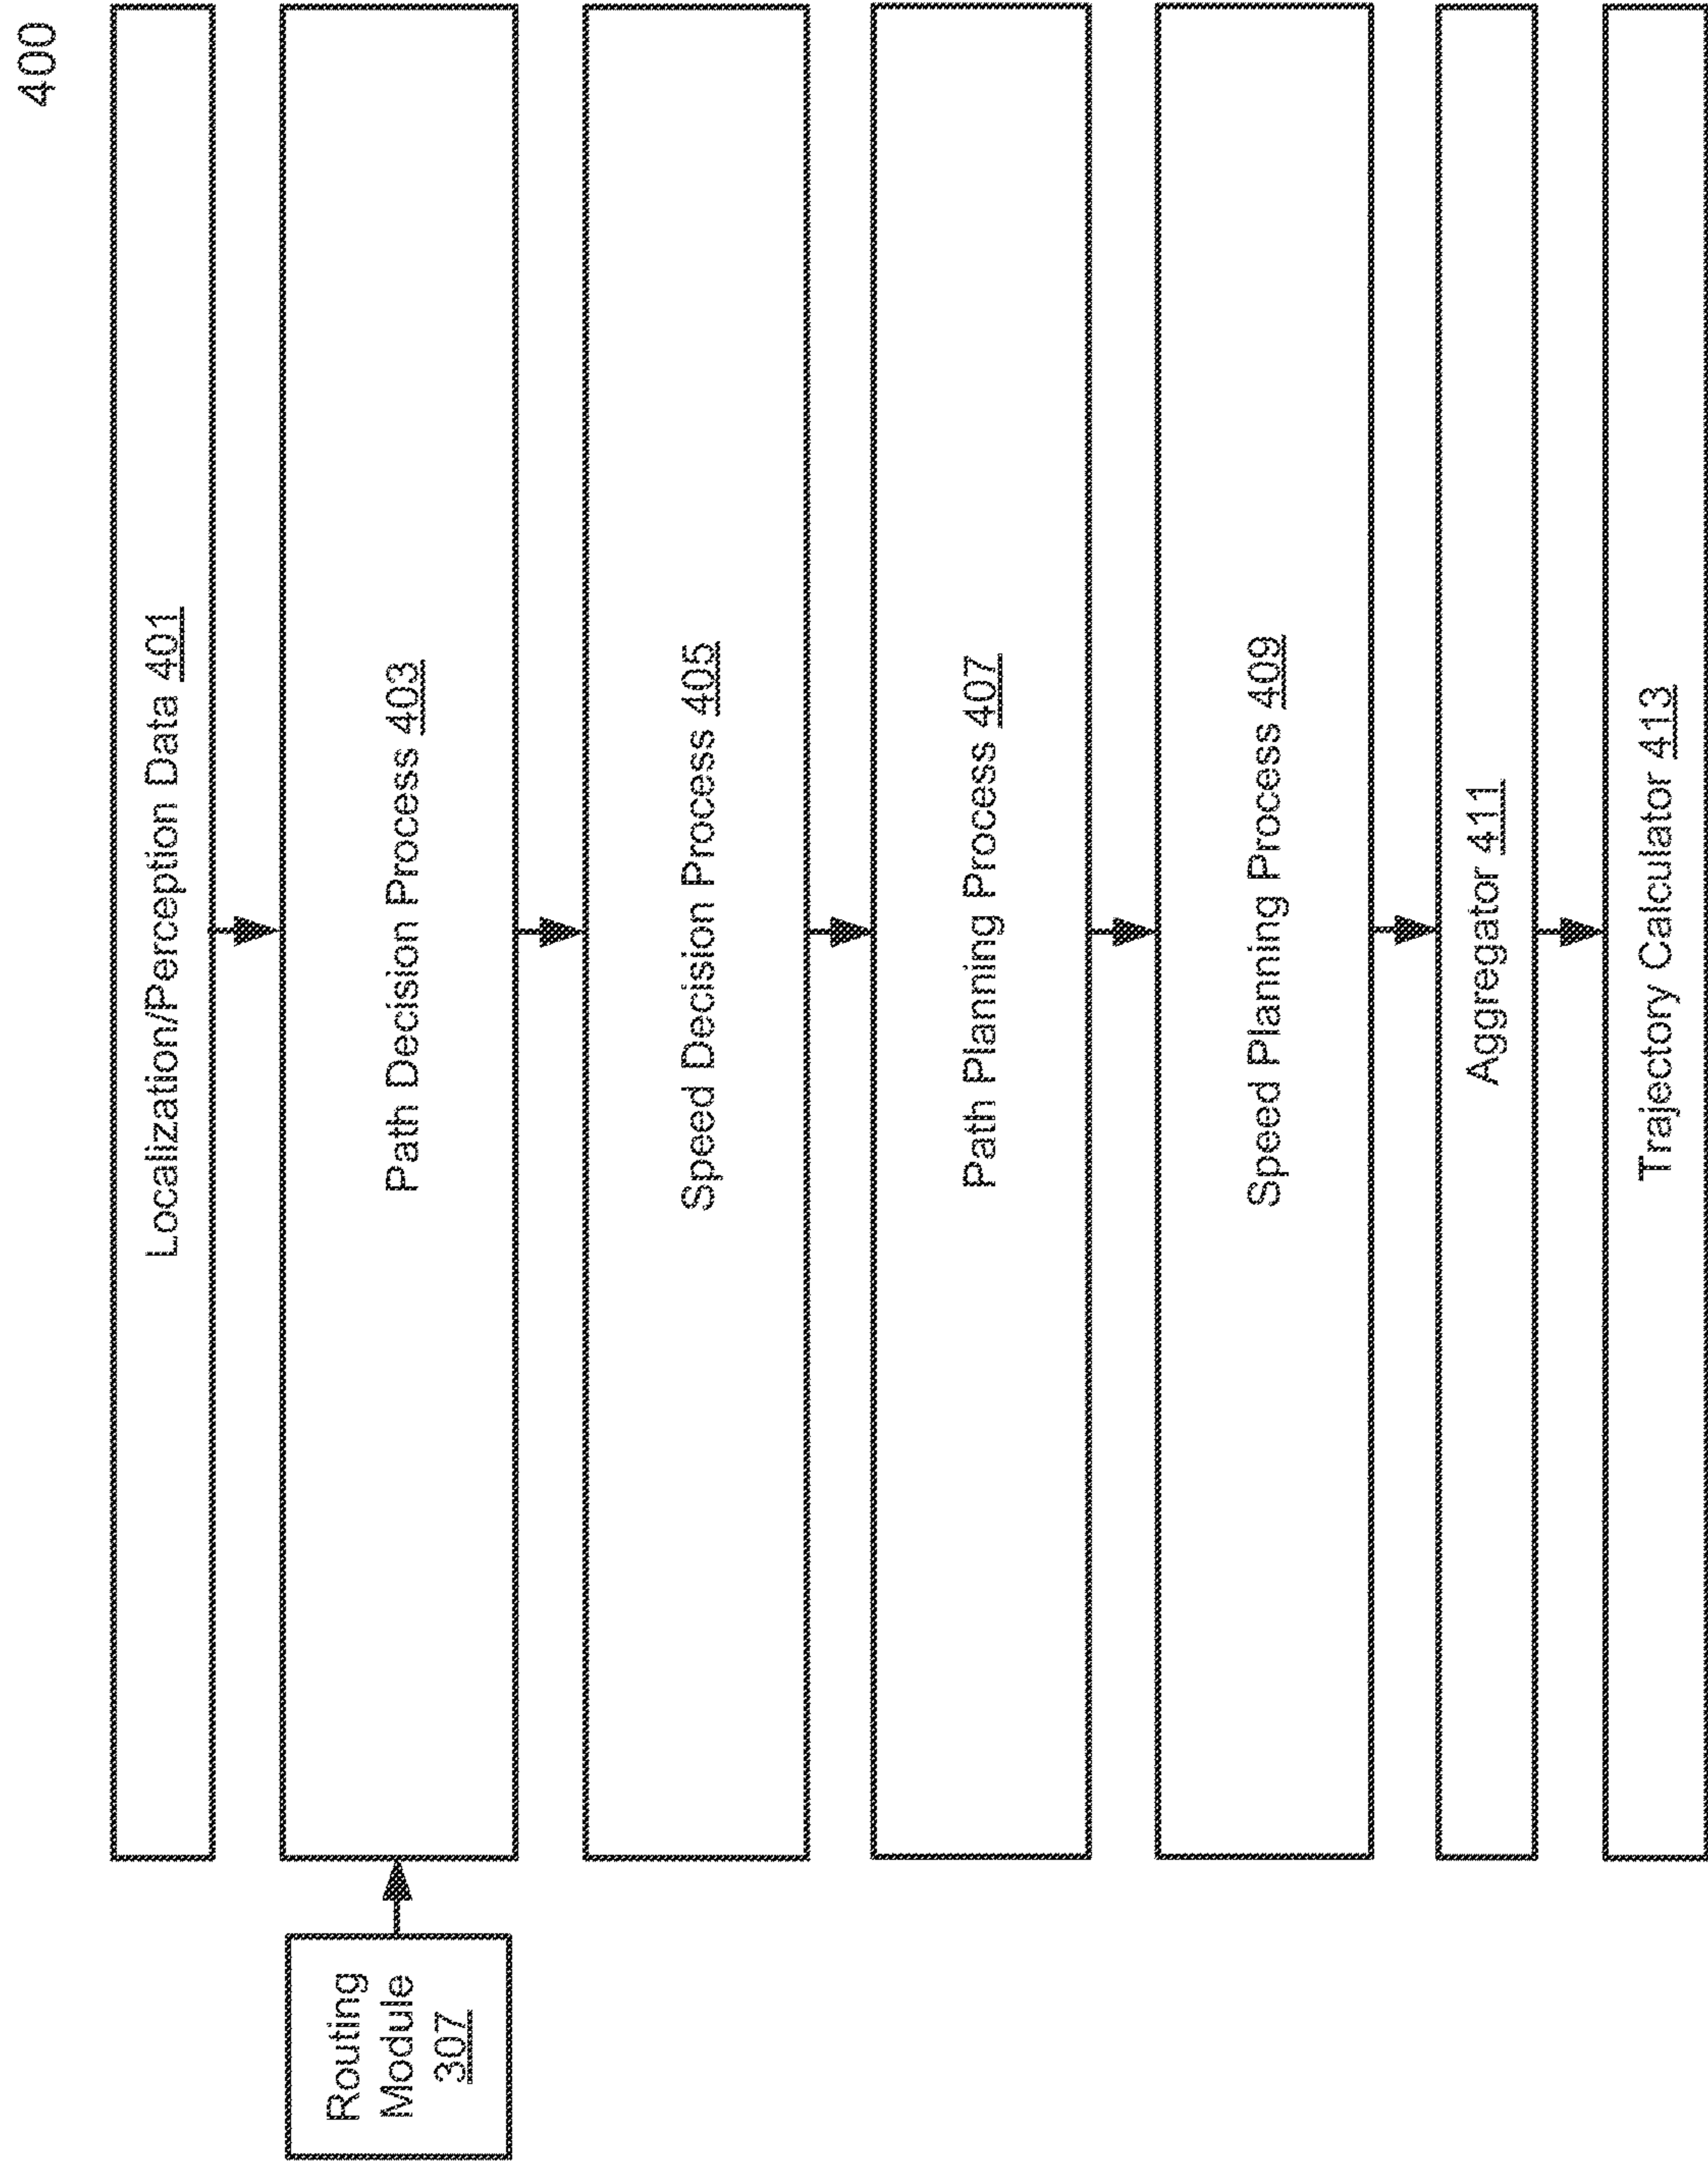 400
Localization/Perception Data 401
Routing
Module
307
Path Decision Process 403
Speed Decision Process 405
Path Planning Process 407
Speed Planning Process 409
Aggregator 411
Trajectory Calculator 413